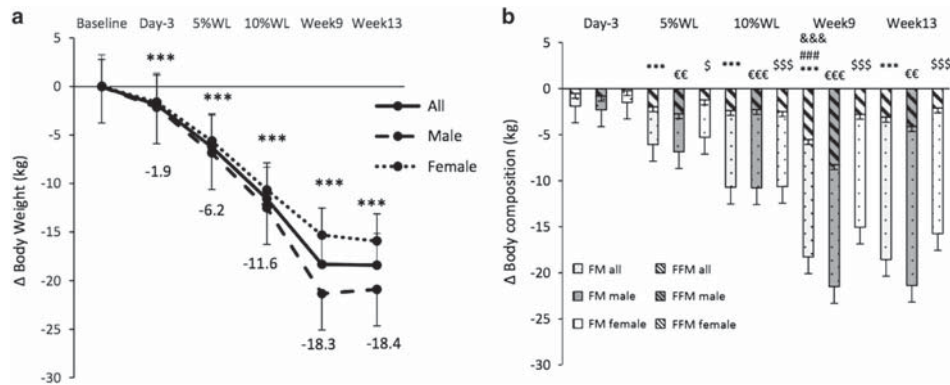 a
Baseline Day-3 5%WL 10%WL Week9 Week13
5
0
-5
-10
-15
-20
-25
-30
Δ Body Weight (kg)
***
***
***
***
***
-1.9
-6.2
-11.6
-18.3
-18.4
All
Male
Female
b
Day-3 5%WL 10%WL Week9 Week13
&&&
###
*** €€ $ *** €€€ $$$ *** €€€ $$$ *** €€ $$$
0
-5
-10
-15
-20
-25
-30
Δ Body composition (kg)
FM all FFM all
FM male FFM male
FM female FFM female